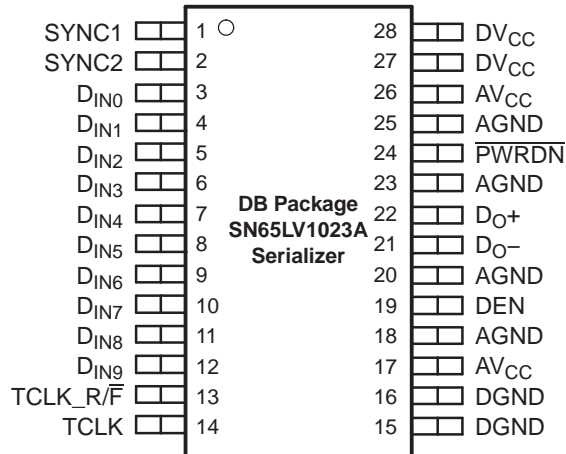 SYNC1 1 28 DVCC
SYNC2 2 27 DVCC
DIN0 3 26 AVCC
DIN1 4 25 AGND
DIN2 5 24 P̅W̅R̅D̅N̅
DIN3 6 23 AGND
DIN4 7 DB Package 22 DO+
DIN5 8 SN65LV1023A 21 DO−
DIN6 9 Serializer 20 AGND
DIN7 10 19 DEN
DIN8 11 18 AGND
DIN9 12 17 AVCC
TCLK_R/F̅ 13 16 DGND
TCLK 14 15 DGND